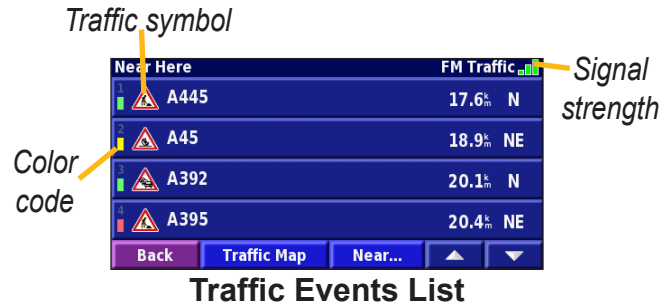 Traffic symbol
Near Here FM Traffic
Signal strength
1 A445 17.6km N
2 A45 18.9km NE
Color code
3 A392 20.1km N
4 A395 20.4km NE
Back Traffic Map Near...
Traffic Events List